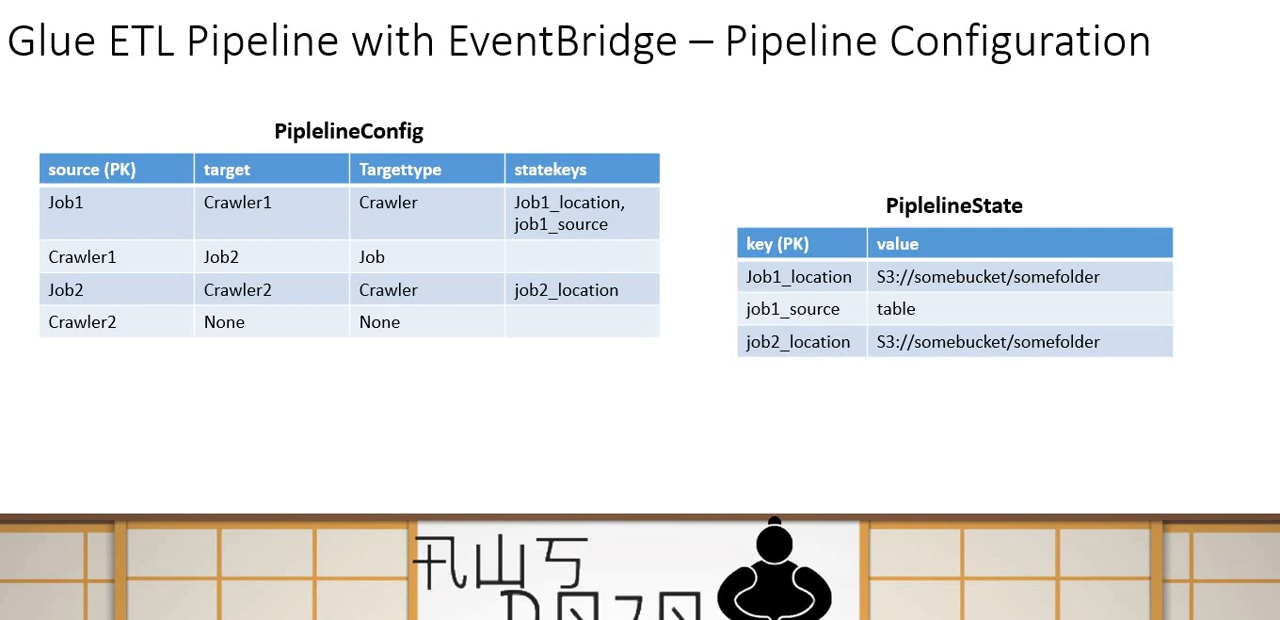 Glue ETL Pipeline with EventBridge – Pipeline Configuration
PiplelineConfig
source (PK) target Targettype statekeys
Job1 Crawler1 Crawler Job1_location,
job1_source
Crawler1 Job2 Job
Job2 Crawler2 Crawler job2_location
Crawler2 None None
PiplelineState
key (PK) value
Job1_location S3://somebucket/somefolder
job1_source table
job2_location S3://somebucket/somefolder